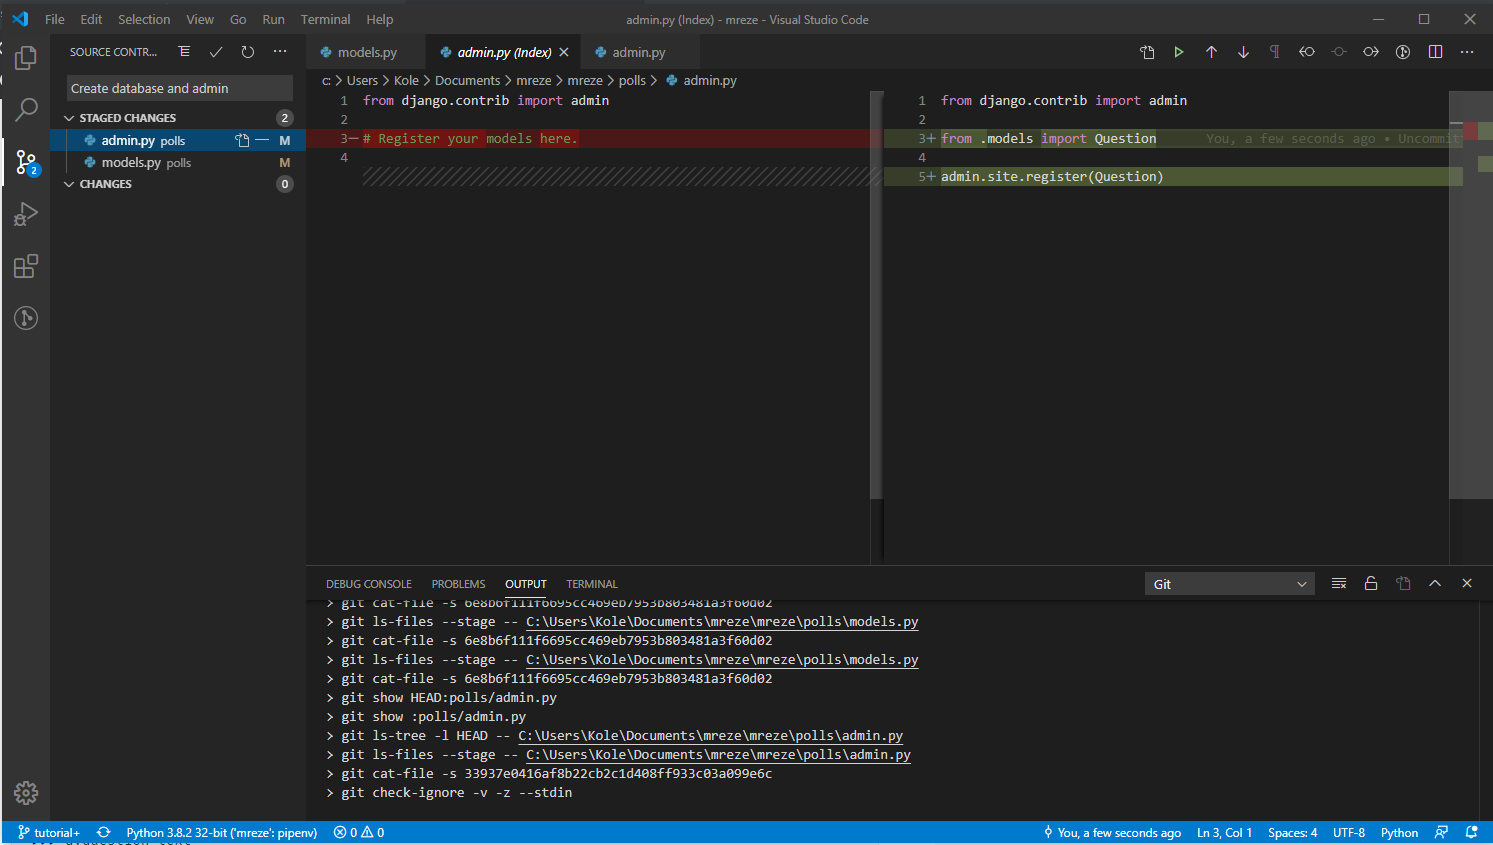 File Edit Selection View Go Run Terminal Help
admin.py (Index) - mreze - Visual Studio Code
SOURCE CONTR...
Create database and admin
STAGED CHANGES 2
admin.py polls M
models.py polls M
CHANGES 0
2
models.py admin.py (Index) admin.py
c: > Users > Kole > Documents > mreze > mreze > polls > admin.py
1 from django.contrib import admin
2
3- # Register your models here.
4
1 from django.contrib import admin
2
3+ from .models import Question You, a few seconds ago • Uncommit
4
5+ admin.site.register(Question)
DEBUG CONSOLE PROBLEMS OUTPUT TERMINAL Git
> git cat-file -s 6e8b6f111f6695cc469eb7953b803481a3f60d02
> git ls-files --stage -- C:\Users\Kole\Documents\mreze\mreze\polls\models.py
> git cat-file -s 6e8b6f111f6695cc469eb7953b803481a3f60d02
> git ls-files --stage -- C:\Users\Kole\Documents\mreze\mreze\polls\models.py
> git cat-file -s 6e8b6f111f6695cc469eb7953b803481a3f60d02
> git show HEAD:polls/admin.py
> git show :polls/admin.py
> git ls-tree -l HEAD -- C:\Users\Kole\Documents\mreze\mreze\polls\admin.py
> git ls-files --stage -- C:\Users\Kole\Documents\mreze\mreze\polls\admin.py
> git cat-file -s 33937e0416af8b22cb2c1d408ff933c03a099e6c
> git check-ignore -v -z --stdin
tutorial+ Python 3.8.2 32-bit ('mreze': pipenv) 0 0 You, a few seconds ago Ln 3, Col 1 Spaces: 4 UTF-8 Python